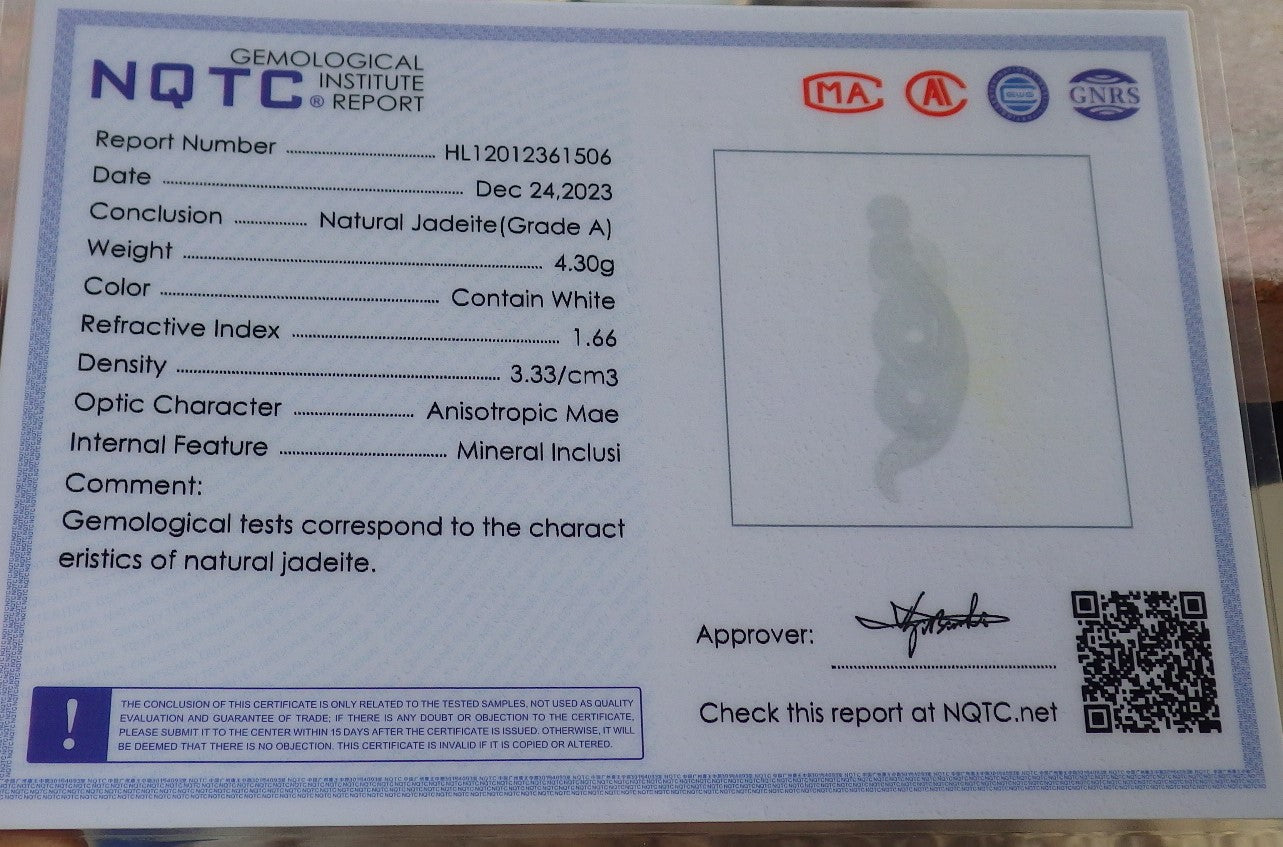 NQTC® GEMOLOGICAL
INSTITUTE
REPORT
MA
GNRS
Report Number HL12012361506
Date Dec 24,2023
Conclusion Natural Jadeite(Grade A)
Weight 4.30g
Color Contain White
Refractive Index 1.66
Density 3.33/cm3
Optic Character Anisotropic Mae
Internal Feature Mineral Inclusi
Comment:
Gemological tests correspond to the charact
eristics of natural jadeite.
Approver:
Check this report at NQTC.net
!
THE CONCLUSION OF THIS CERTIFICATE IS ONLY RELATED TO THE TESTED SAMPLES, NOT USED AS QUALITY
EVALUATION AND GUARANTEE OF TRADE; IF THERE IS ANY DOUBT OR OBJECTION TO THE CERTIFICATE,
PLEASE SUBMIT IT TO THE CENTER WITHIN 15 DAYS AFTER THE CERTIFICATE IS ISSUED. OTHERWISE, IT WILL
BE DEEMED THAT THERE IS NO OBJECTION. THIS CERTIFICATE IS INVALID IF IT IS COPIED OR ALTERED.